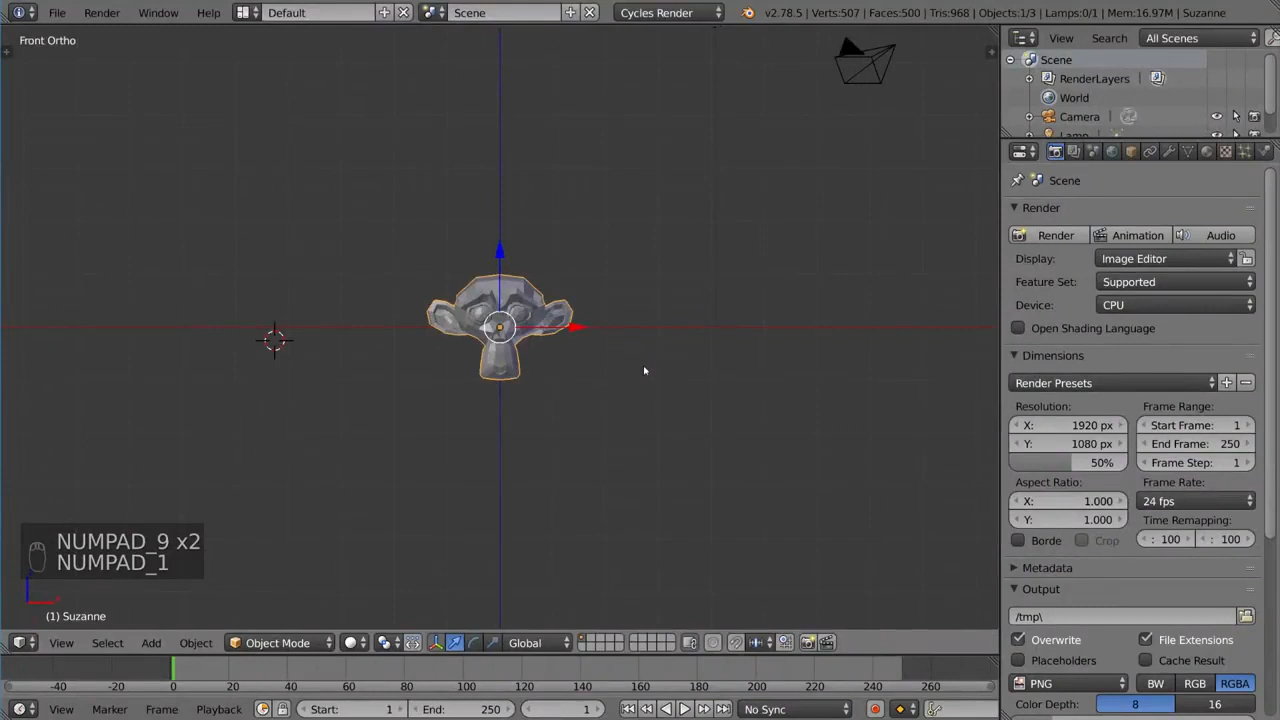 File Render Window Help Default Scene Cycles Render v2.78.5 | Verts:507 | Faces:500 | Tris:968 | Objects:1/3 | Lamps:0/1 | Mem:16.97M | Suzanne
Front Ortho
View Search All Scenes
Scene
RenderLayers
World
Camera
Lamp
Scene
Render
Render Animation Audio
Display: Image Editor
Feature Set: Supported
Device: CPU
Open Shading Language
Dimensions
Render Presets
Resolution: Frame Range:
X: 1920 px Start Frame: 1
Y: 1080 px End Frame: 250
50% Frame Step: 1
Aspect Ratio: Frame Rate:
X: 1.000 24 fps
Y: 1.000 Time Remapping:
Borde Crop : 100 : 100
Metadata
Output
/tmp\
Overwrite File Extensions
Placeholders Cache Result
PNG BW RGB RGBA
Color Depth: 8 16
NUMPAD_9 x2
NUMPAD_1
(1) Suzanne
View Select Add Object Object Mode Global
-40 -20 0 20 40 60 80 100 120 140 160 180 200 220 240 260
View Marker Frame Playback Start: 1 End: 250 1 No Sync